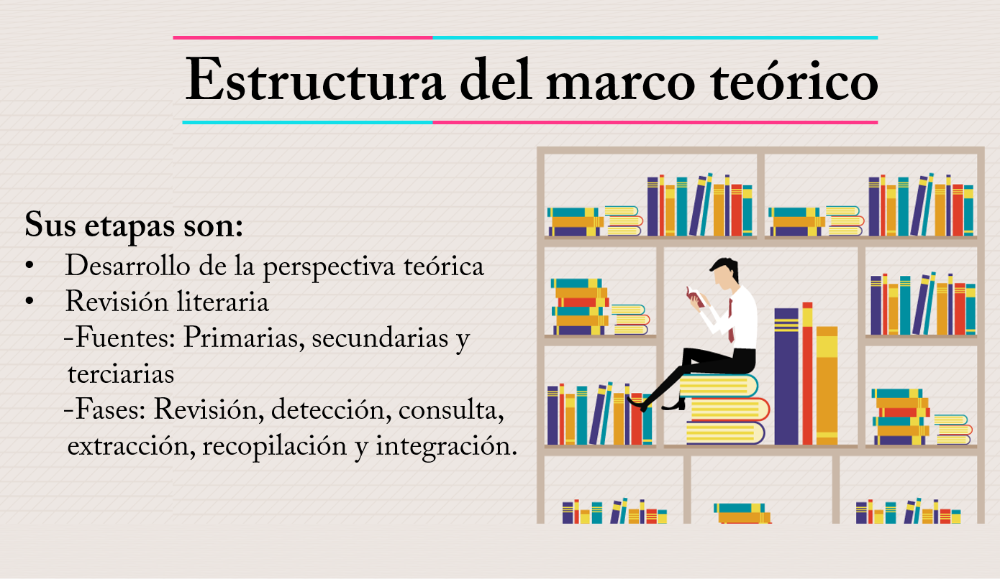 Estructura del marco teórico
Sus etapas son:
• Desarrollo de la perspectiva teórica
• Revisión literaria
-Fuentes: Primarias, secundarias y
terciarias
-Fases: Revisión, detección, consulta,
extracción, recopilación y integración.